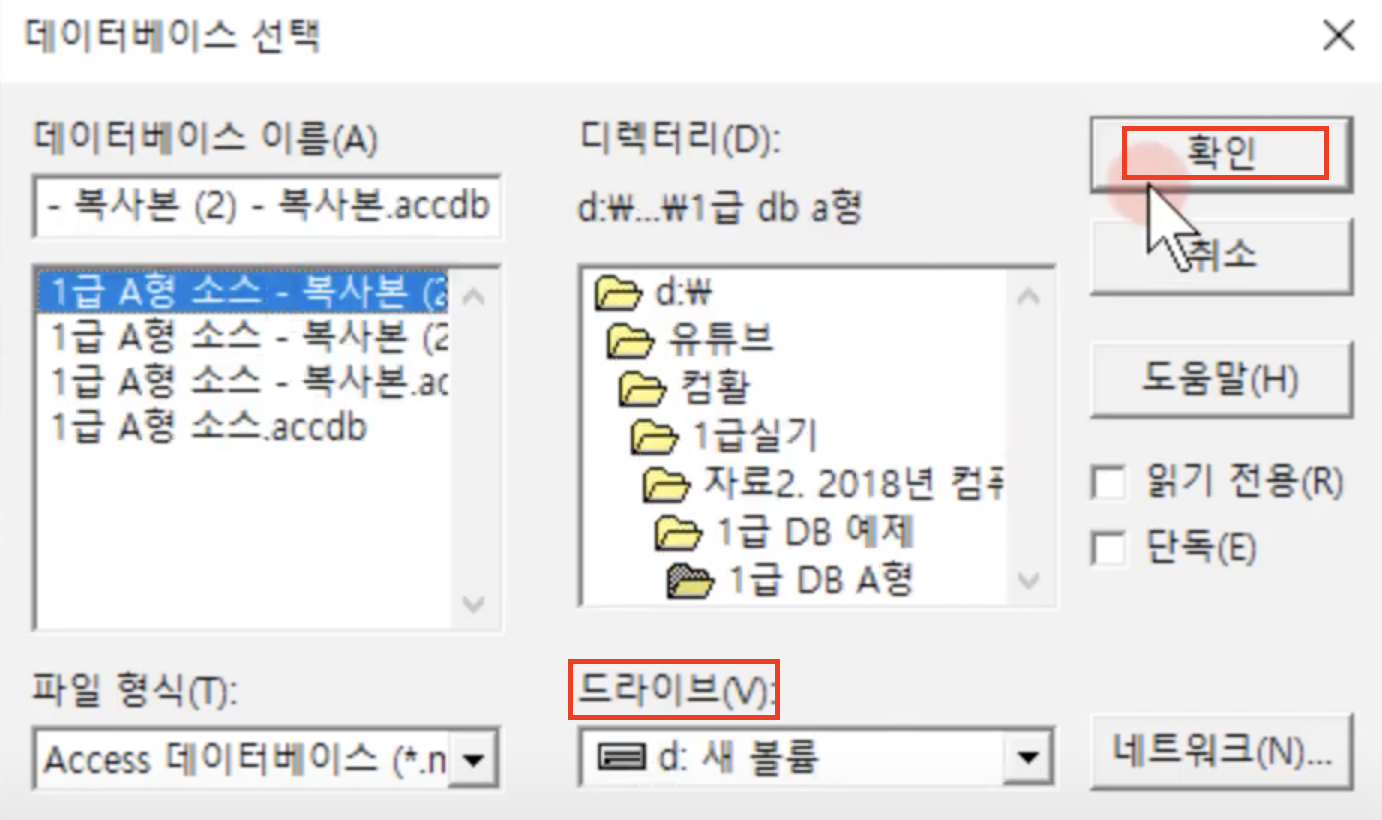 데이터베이스 선택
데이터베이스 이름(A)
- 복사본 (2) - 복사본.accdb
1급 A형 소스 - 복사본 (2
1급 A형 소스 - 복사본 (2
1급 A형 소스 - 복사본.ac
1급 A형 소스.accdb
파일 형식(T):
Access 데이터베이스 (*.m
디렉터리(D):
d:₩...₩1급 db a형
d:₩
유튜브
컴활
1급실기
자료2. 2018년 컴퓨
1급 DB 예제
1급 DB A형
드라이브(V):
d: 새 볼륨
확인
취소
도움말(H)
읽기 전용(R)
단독(E)
네트워크(N)...